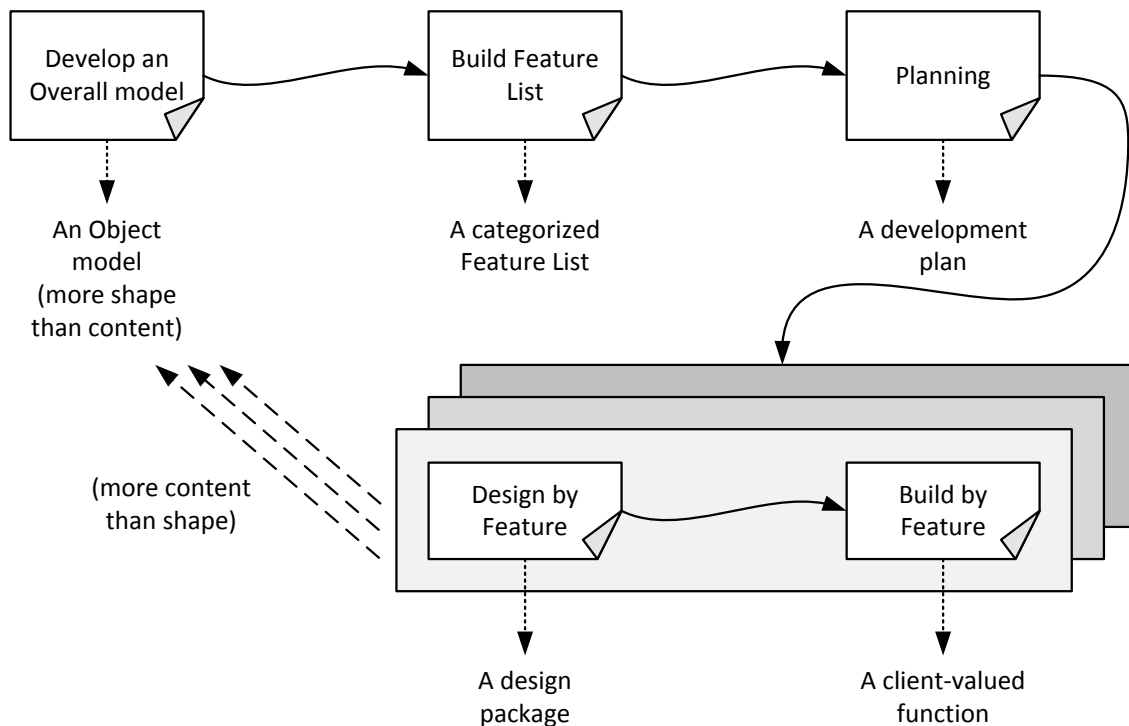 Develop an
Overall model
Build Feature
List
Planning
An Object
model
(more shape
than content)
A categorized
Feature List
A development
plan
(more content
than shape)
Design by
Feature
Build by
Feature
A design
package
A client-valued
function